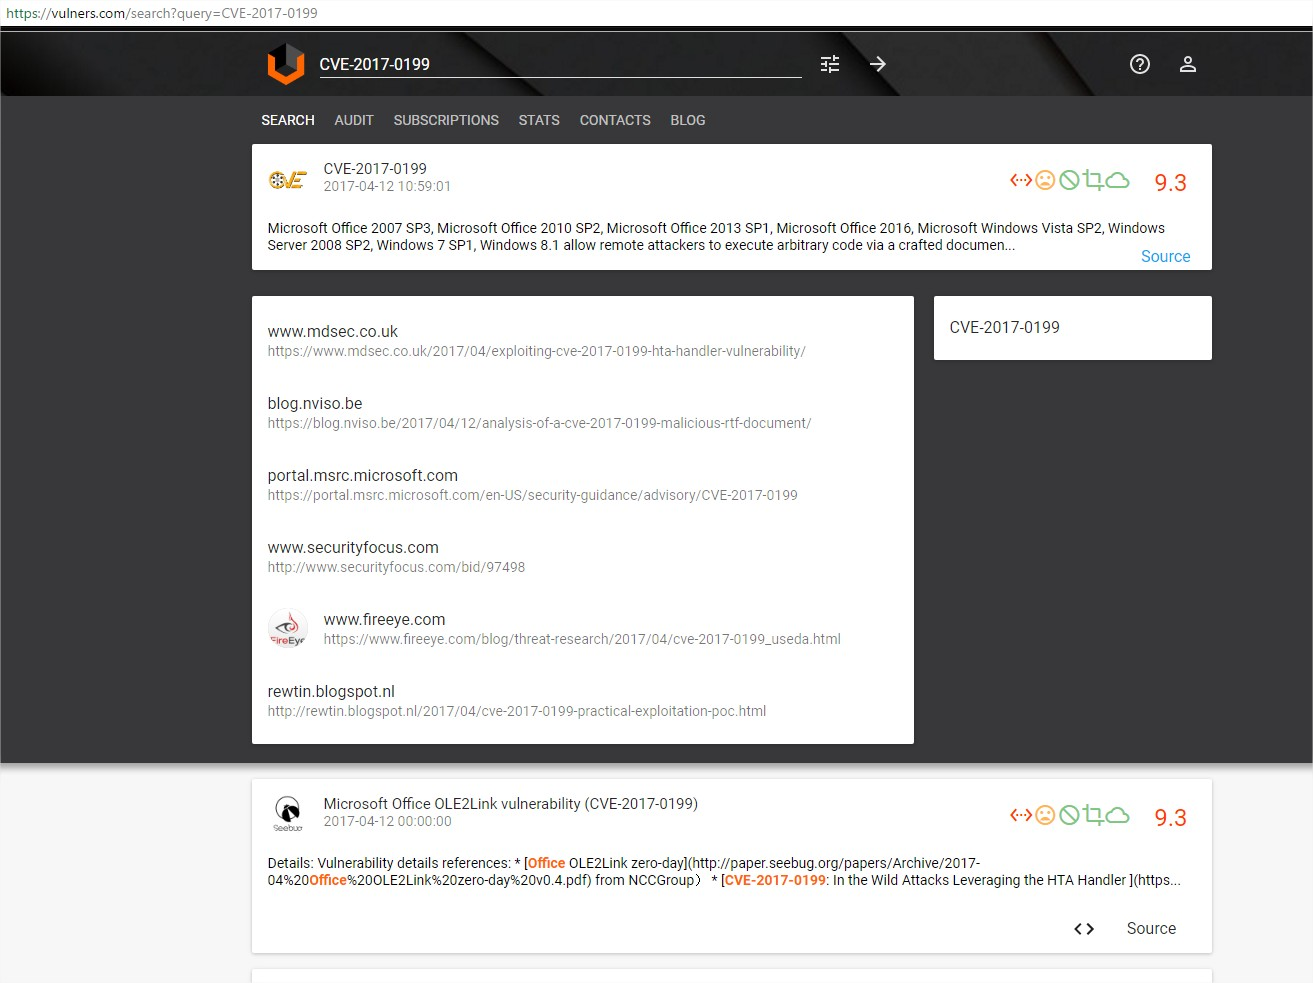 https://vulners.com/search?query=CVE-2017-0199
CVE-2017-0199
SEARCH AUDIT SUBSCRIPTIONS STATS CONTACTS BLOG
CVE
CVE-2017-0199
2017-04-12 10:59:01
9.3
Microsoft Office 2007 SP3, Microsoft Office 2010 SP2, Microsoft Office 2013 SP1, Microsoft Office 2016, Microsoft Windows Vista SP2, Windows
Server 2008 SP2, Windows 7 SP1, Windows 8.1 allow remote attackers to execute arbitrary code via a crafted documen...
Source
www.mdsec.co.uk
https://www.mdsec.co.uk/2017/04/exploiting-cve-2017-0199-hta-handler-vulnerability/
blog.nviso.be
https://blog.nviso.be/2017/04/12/analysis-of-a-cve-2017-0199-malicious-rtf-document/
portal.msrc.microsoft.com
https://portal.msrc.microsoft.com/en-US/security-guidance/advisory/CVE-2017-0199
www.securityfocus.com
http://www.securityfocus.com/bid/97498
FireEye
www.fireeye.com
https://www.fireeye.com/blog/threat-research/2017/04/cve-2017-0199_useda.html
rewtin.blogspot.nl
http://rewtin.blogspot.nl/2017/04/cve-2017-0199-practical-exploitation-poc.html
CVE-2017-0199
Seebug
Microsoft Office OLE2Link vulnerability (CVE-2017-0199)
2017-04-12 00:00:00
9.3
Details: Vulnerability details references: * [Office OLE2Link zero-day](http://paper.seebug.org/papers/Archive/2017-
04%20Office%20OLE2Link%20zero-day%20v0.4.pdf) from NCCGroup） * [CVE-2017-0199: In the Wild Attacks Leveraging the HTA Handler ](https...
Source